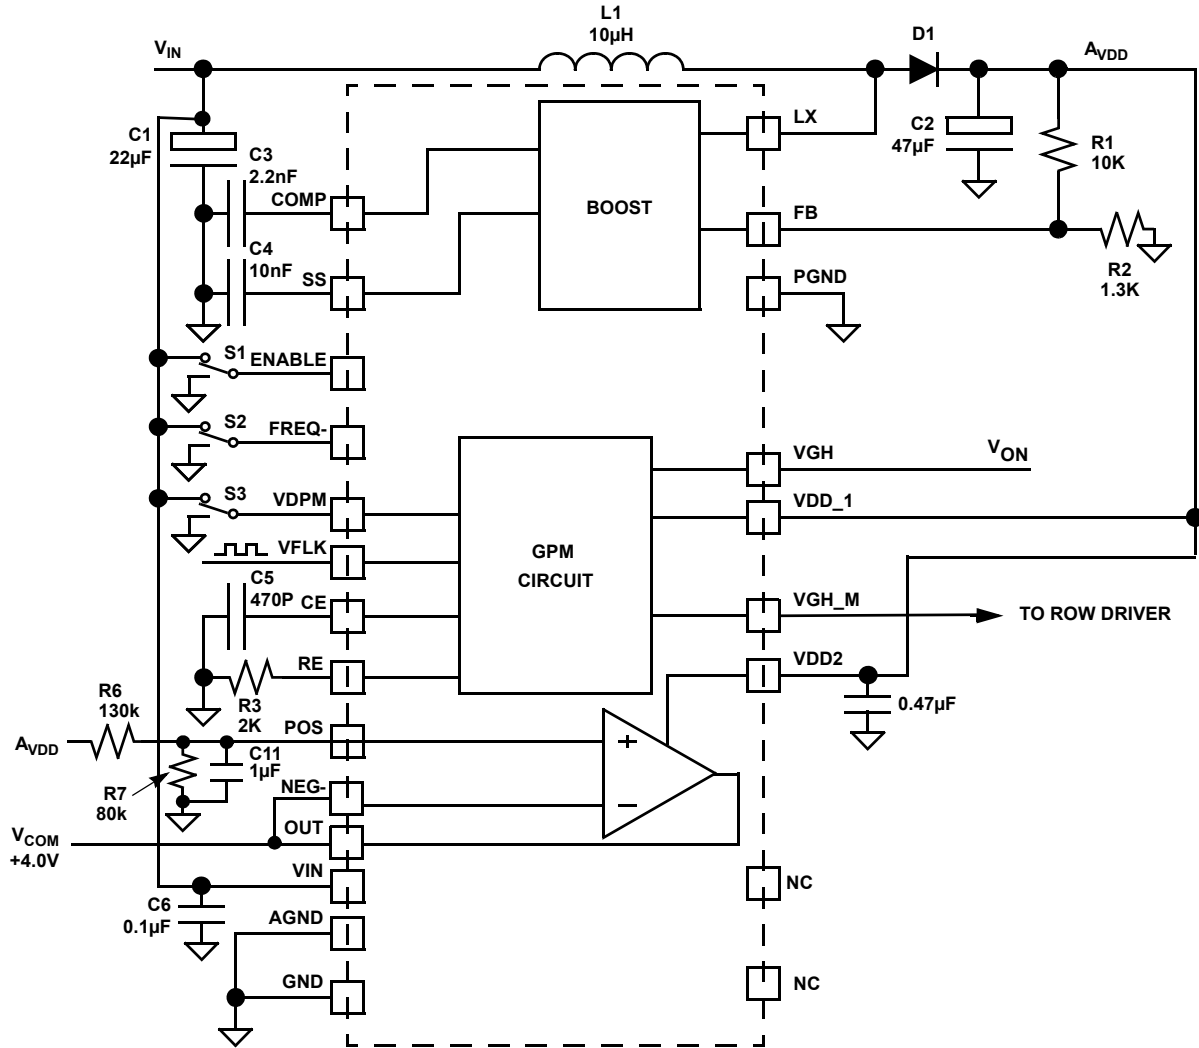 L1
10µH
VIN
D1
AVDD
C1
22µF
C3
2.2nF
COMP
C4
10nF
SS
BOOST
LX
C2
47µF
R1
10K
FB
R2
1.3K
PGND
S1
ENABLE
S2
FREQ-
S3
VDPM
VFLK
C5
470P
CE
RE
R3
2K
GPM
CIRCUIT
VGH
VON
VDD_1
VGH_M
TO ROW DRIVER
VDD2
0.47µF
R6
130k
AVDD
POS
C11
1µF
R7
80k
NEG-
+
–
OUT
VCOM
+4.0V
VIN
C6
0.1µF
AGND
GND
NC
NC